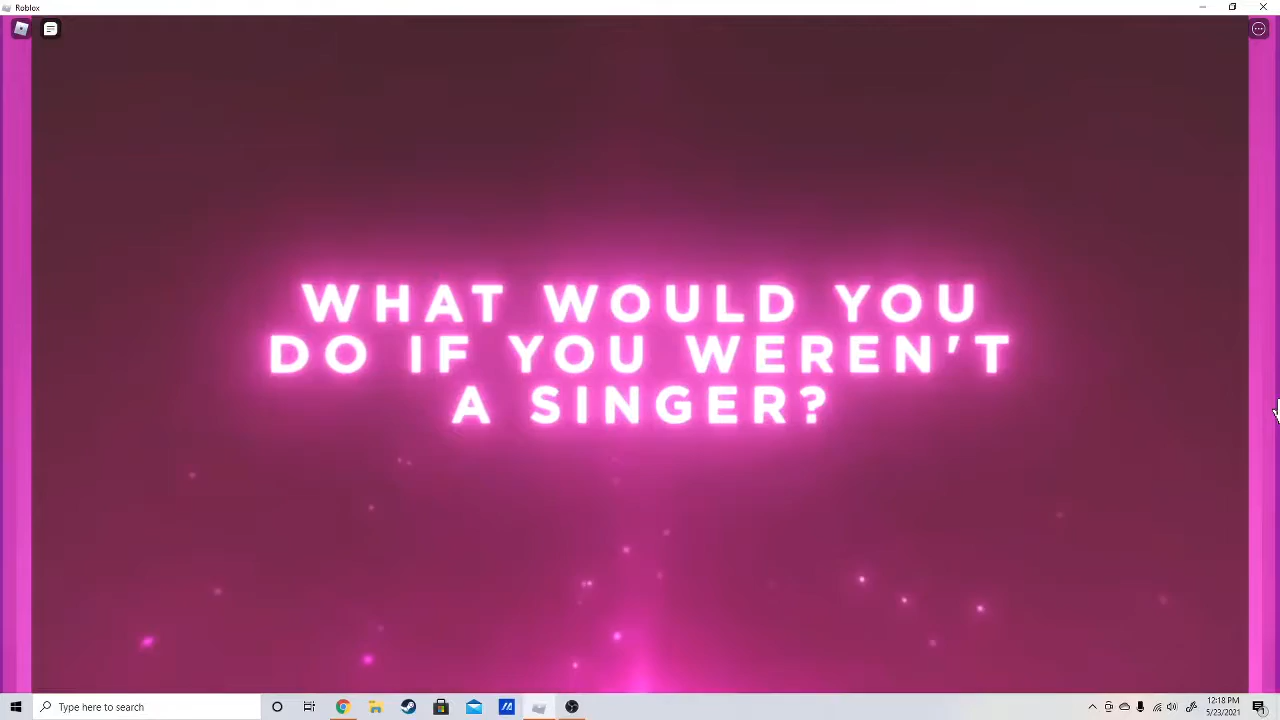 Roblox
WHAT WOULD YOU
DO IF YOU WEREN'T
A SINGER?
Type here to search
12:18 PM
5/23/2021